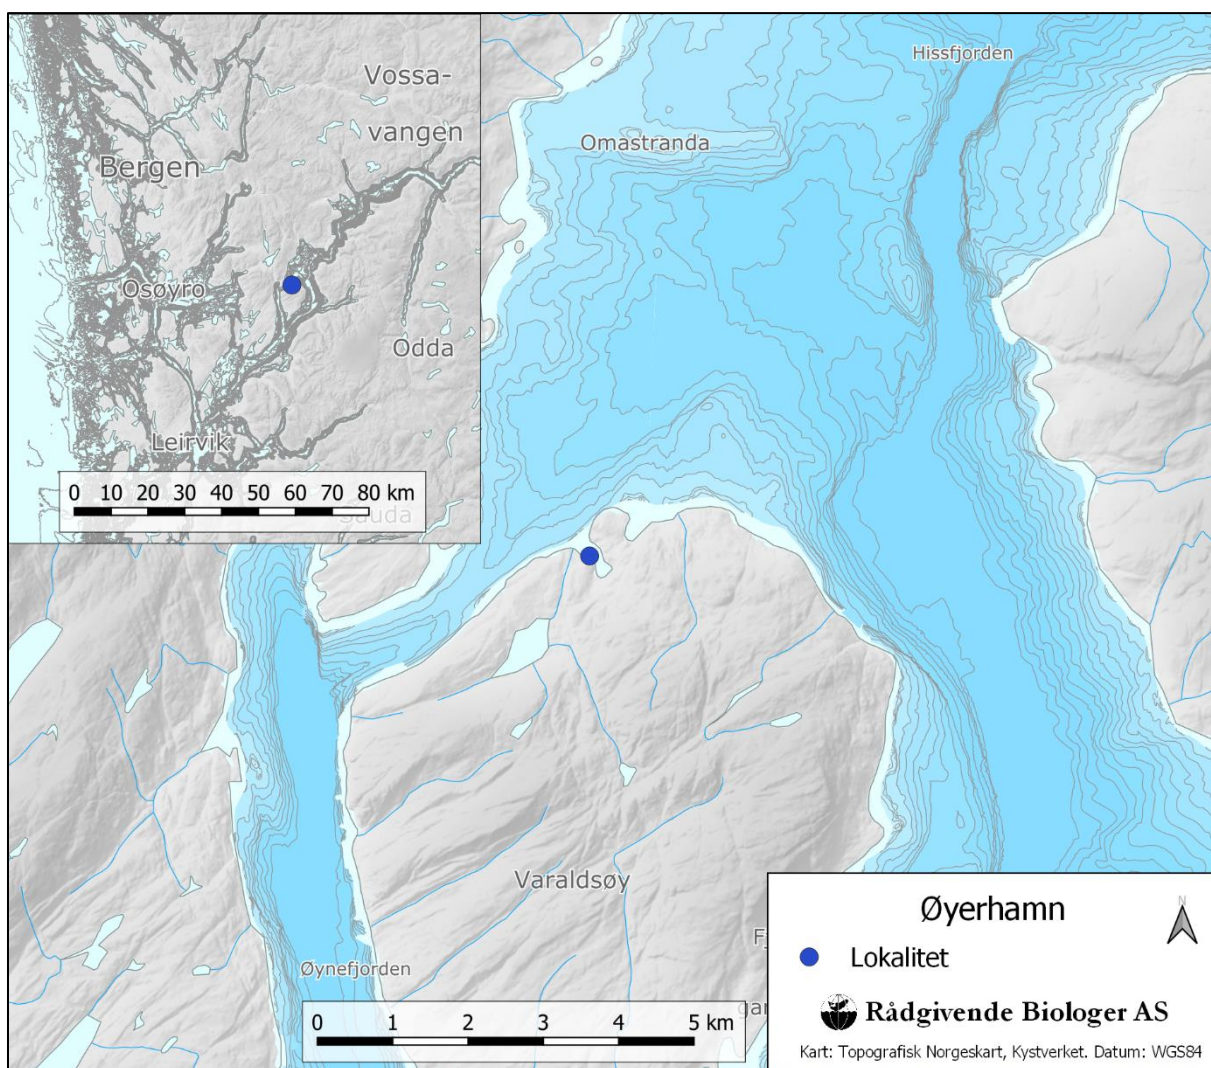 Vossa-
vangen
Bergen
Osøyro
Odda
Leirvik
0 10 20 30 40 50 60 70 80 km
Sauda
Hissfjorden
Omastranda
Varaldsøy
Øynefjorden
0 1 2 3 4 5 km
Øyerhamn
N
Lokalitet
Rådgivende Biologer AS
Kart: Topografisk Norgeskart, Kystverket. Datum: WGS84